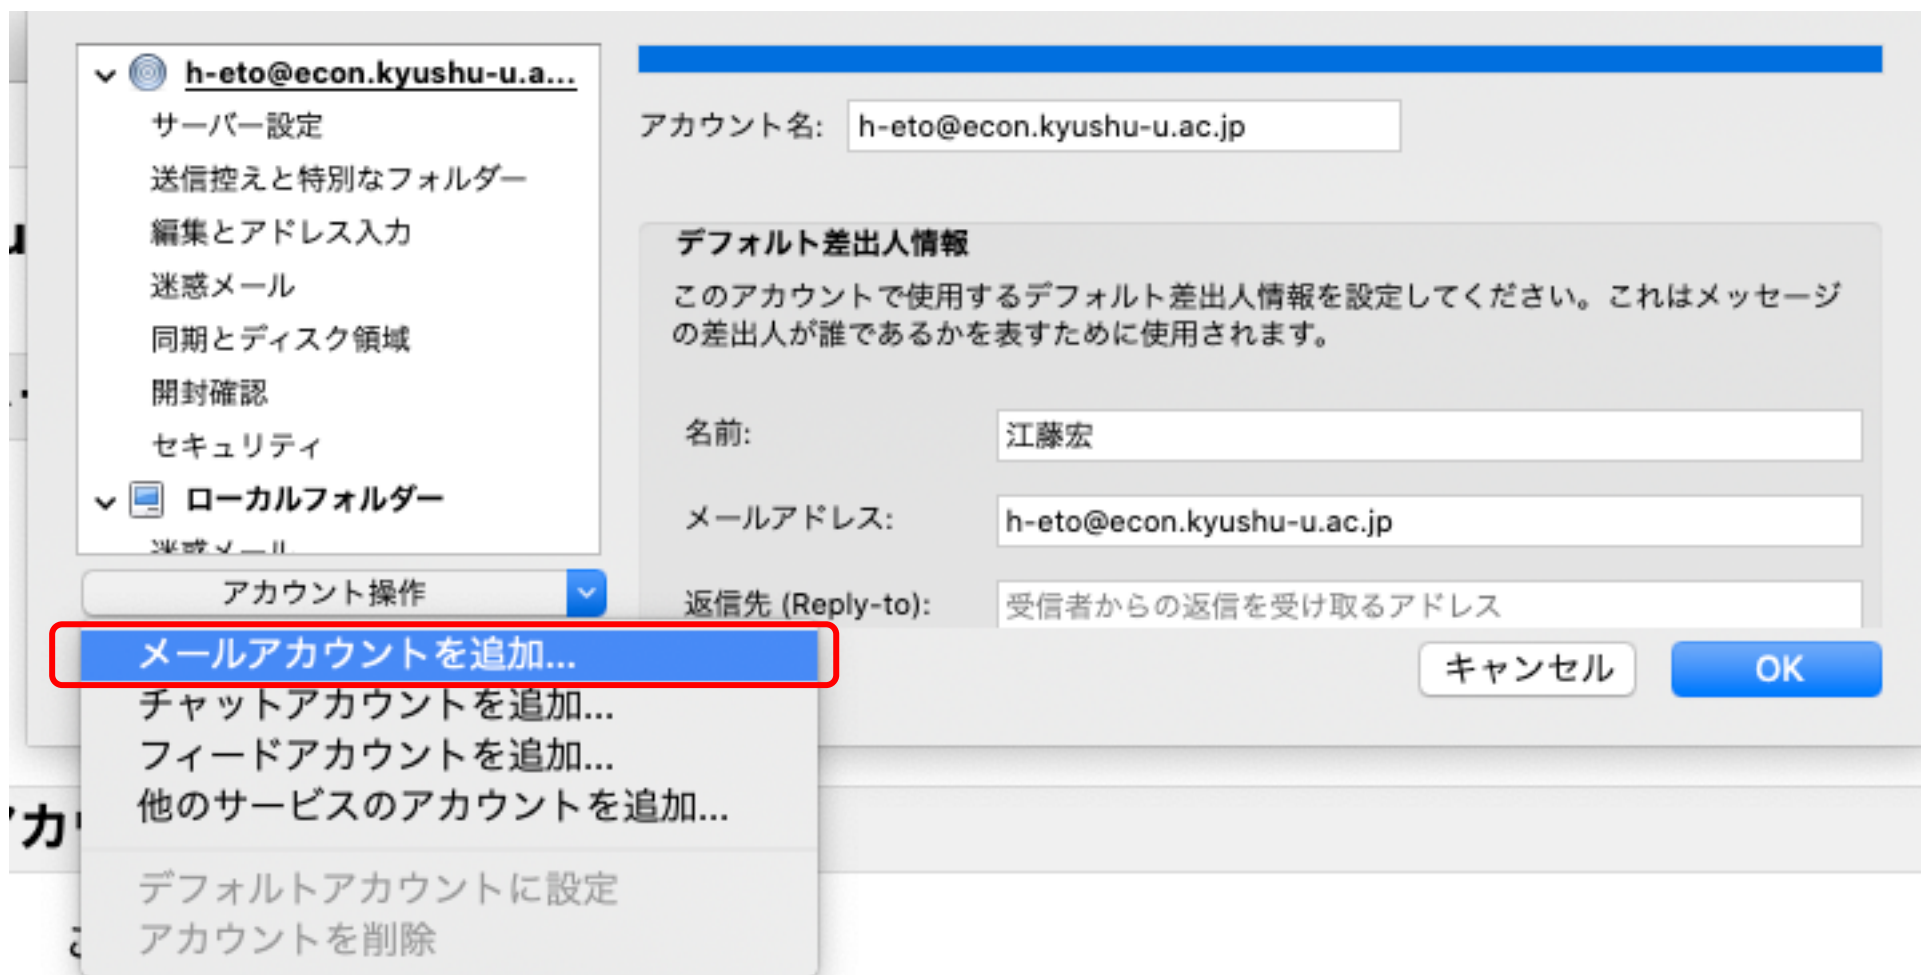 h-eto@econ.kyushu-u.a...
サーバー設定
送信控えと特別なフォルダー
編集とアドレス入力
迷惑メール
同期とディスク領域
開封確認
セキュリティ
ローカルフォルダー
迷惑メール
アカウント操作
メールアカウントを追加...
チャットアカウントを追加...
フィードアカウントを追加...
他のサービスのアカウントを追加...
デフォルトアカウントに設定
アカウントを削除
アカウント名: h-eto@econ.kyushu-u.ac.jp
デフォルト差出人情報
このアカウントで使用するデフォルト差出人情報を設定してください。これはメッセージ
の差出人が誰であるかを表すために使用されます。
名前: 江藤宏
メールアドレス: h-eto@econ.kyushu-u.ac.jp
返信先 (Reply-to): 受信者からの返信を受け取るアドレス
キャンセル OK